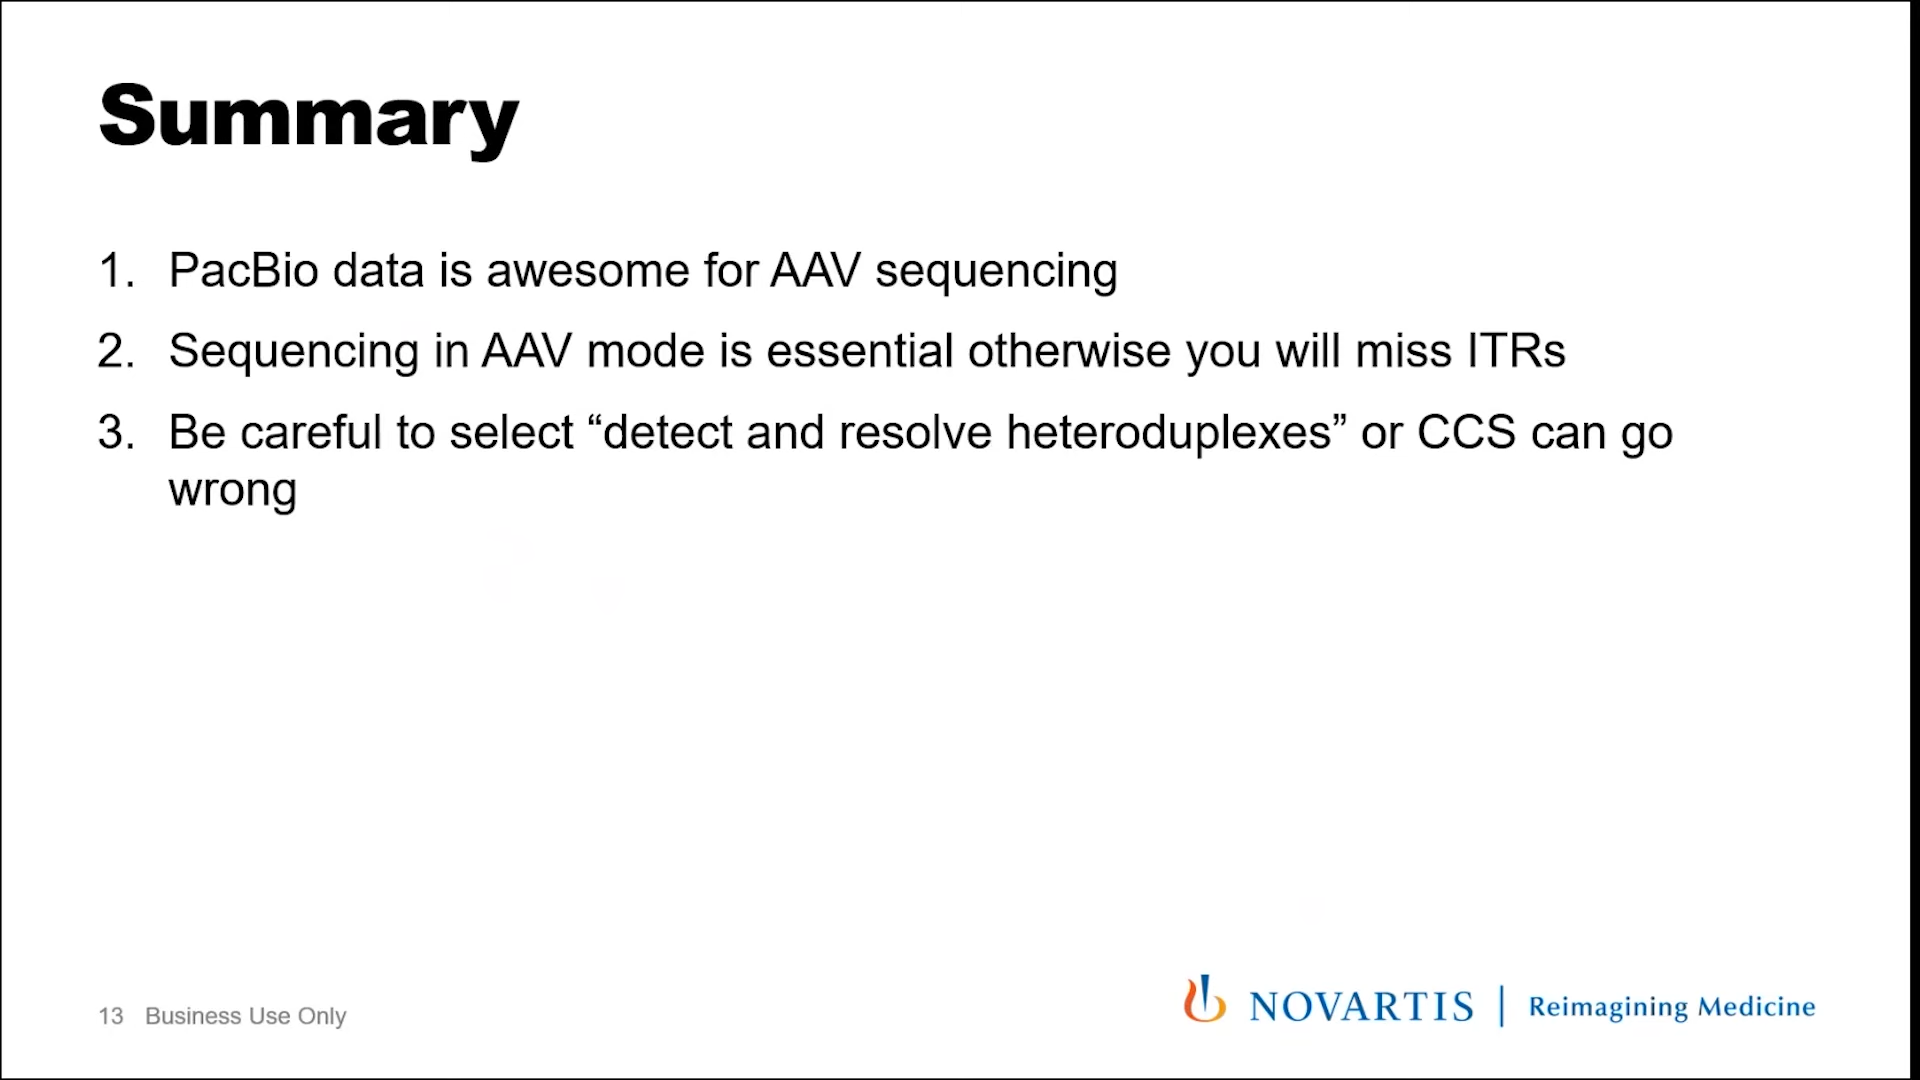 Summary
1. PacBio data is awesome for AAV sequencing
2. Sequencing in AAV mode is essential otherwise you will miss ITRs
3. Be careful to select “detect and resolve heteroduplexes” or CCS can go
wrong
13 Business Use Only
NOVARTIS | Reimagining Medicine